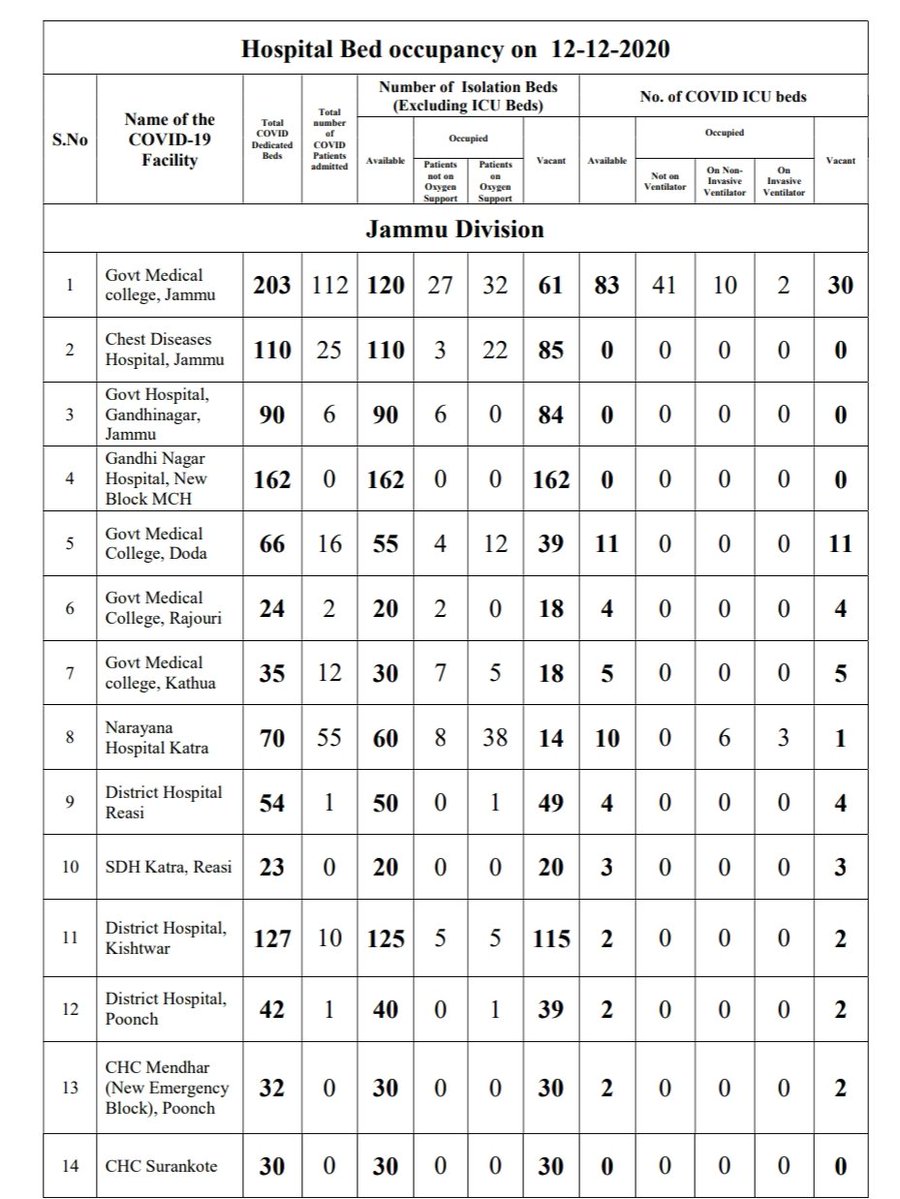 Hospital Bed occupancy on 12-12-2020
S.No
Name of the
COVID-19
Facility
Total
COVID
Dedicated
Beds
Total
number
of
COVID
Patients
admitted
Number of Isolation Beds
(Excluding ICU Beds)
Available
Occupied
Patients
not on
Oxygen
Support
Patients
on
Oxygen
Support
Vacant
No. of COVID ICU beds
Available
Occupied
Not on
Ventilator
On Non-
Invasive
Ventilator
On
Invasive
Ventilator
Vacant
Jammu Division
1 Govt Medical
college, Jammu 203 112 120 27 32 61 83 41 10 2 30
2 Chest Diseases
Hospital, Jammu 110 25 110 3 22 85 0 0 0 0 0
3 Govt Hospital,
Gandhinagar,
Jammu 90 6 90 6 0 84 0 0 0 0 0
4 Gandhi Nagar
Hospital, New
Block MCH 162 0 162 0 0 162 0 0 0 0 0
5 Govt Medical
College, Doda 66 16 55 4 12 39 11 0 0 0 11
6 Govt Medical
College, Rajouri 24 2 20 2 0 18 4 0 0 0 4
7 Govt Medical
college, Kathua 35 12 30 7 5 18 5 0 0 0 5
8 Narayana
Hospital Katra 70 55 60 8 38 14 10 0 6 3 1
9 District Hospital
Reasi 54 1 50 0 1 49 4 0 0 0 4
10 SDH Katra, Reasi 23 0 20 0 0 20 3 0 0 0 3
11 District Hospital,
Kishtwar 127 10 125 5 5 115 2 0 0 0 2
12 District Hospital,
Poonch 42 1 40 0 1 39 2 0 0 0 2
13 CHC Mendhar
(New Emergency
Block), Poonch 32 0 30 0 0 30 2 0 0 0 2
14 CHC Surankote 30 0 30 0 0 30 0 0 0 0 0